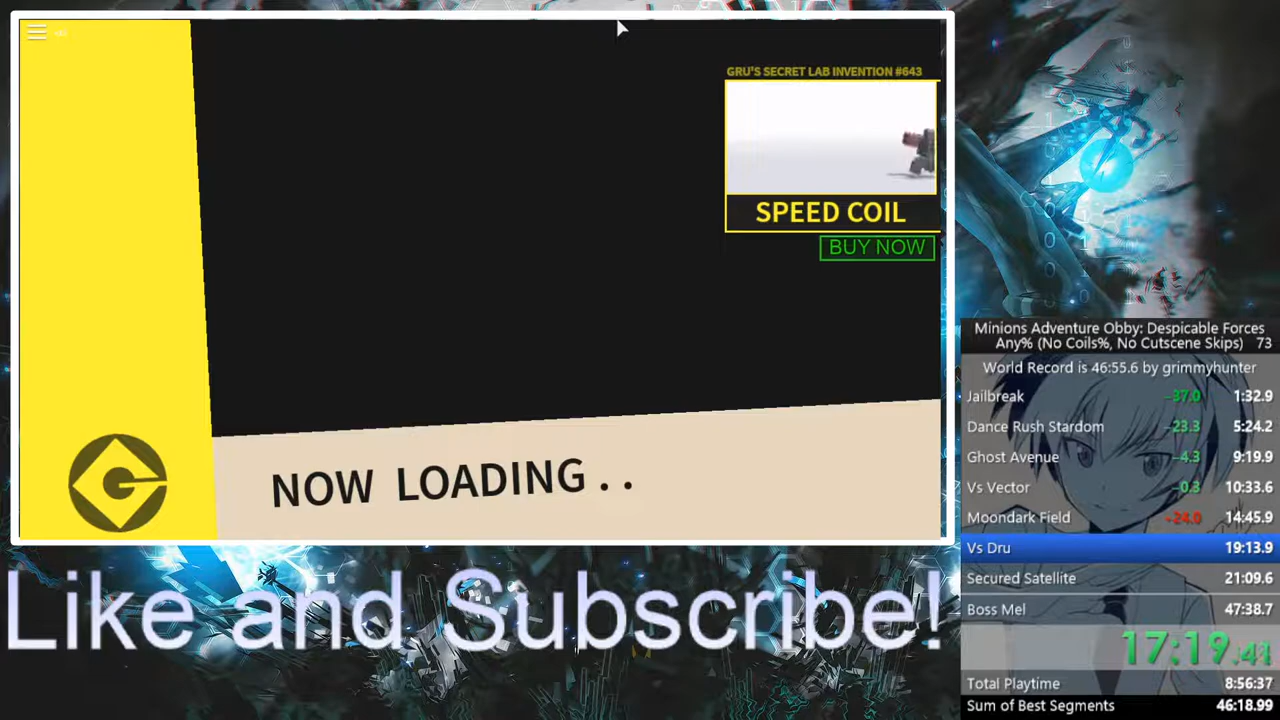 GRU'S SECRET LAB INVENTION #643
SPEED COIL
BUY NOW
NOW LOADING . .
Like and Subscribe!
Minions Adventure Obby: Despicable Forces
Any% (No Coils%, No Cutscene Skips) 73
World Record is 46:55.6 by grimmyhunter
Jailbreak -37.0 1:32.9
Dance Rush Stardom -23.3 5:24.2
Ghost Avenue -4.3 9:19.9
Vs Vector -0.3 10:33.6
Moondark Field -24.0 14:45.9
Vs Dru 19:13.9
Secured Satellite 21:09.6
Boss Mel 47:38.7
17:19
Total Playtime 8:56:37
Sum of Best Segments 46:18.99